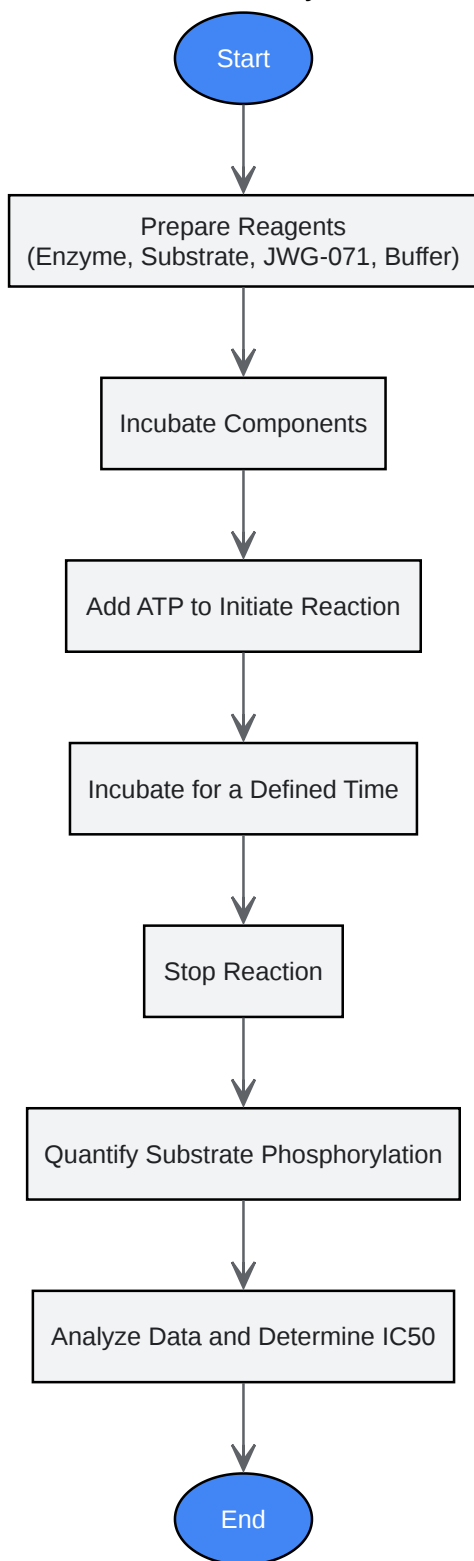 Start
Prepare Reagents
(Enzyme, Substrate, JWG-071, Buffer)
Incubate Components
Add ATP to Initiate Reaction
Incubate for a Defined Time
Stop Reaction
Quantify Substrate Phosphorylation
Analyze Data and Determine IC50
End